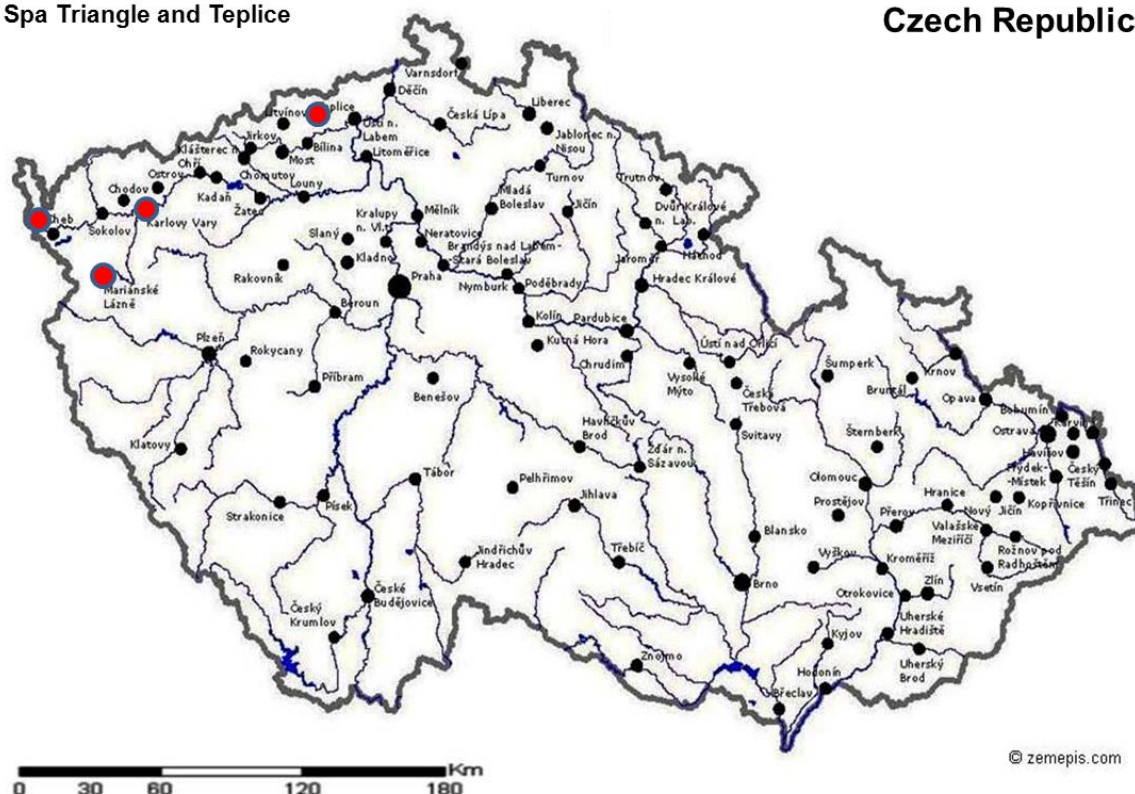 Spa Triangle and Teplice
Czech Republic
Varnsdorf
Děčín
Liberec
Česká Lípa
Jablonec n.
Nisou
Ústí n.
Labem
Bílina
Litoměřice
Most
Jirkov
Klášterec n.
Ohří
Ostrov
Chodov
Chomutov
Kadaň
Louny
Žatec
Turnov
Trutnov
Sokolov
Karlovy Vary
Mariánské
Lázně
Mladá
Boleslav
Jičín
Dvůr Králové
n. Lab.
Mělník
Kralupy
n. Vlt.
Neratovice
Slaný
Kladno
Brandýs nad Labem-
-Stará Boleslav
Jaroměř
Náchod
Rakovník
Praha
Nymburk
Poděbrady
Hradec Králové
Beroun
Kolín
Pardubice
Kutná Hora
Plzeň
Rokycany
Chrudim
Vysoké
Mýto
Ústí nad Orlicí
Česká
Třebová
Šumperk
Bruntál
Krnov
Opava
Příbram
Benešov
Bohumín
Karviná
Ostrava
Havířov
Havlíčkův
Brod
Svitavy
Šternberk
Klatovy
Žďár n.
Sázavou
Frýdek-
-Místek
Český
Těšín
Tábor
Pelhřimov
Olomouc
Hranice
Nový
Jičín
Kopřivnice
Třinec
Jihlava
Prostějov
Přerov
Strakonice
Písek
Blansko
Valašské
Meziříčí
Rožnov pod
Radhoštěm
Jindřichův
Hradec
Třebíč
Vyškov
Kroměříž
Vsetín
Brno
Otrokovice
Zlín
České
Budějovice
Český
Krumlov
Uherské
Hradiště
Kyjov
Uherský
Brod
Znojmo
Hodonín
Břeclav
© zemepis.com
Km
0 30 60 120 180